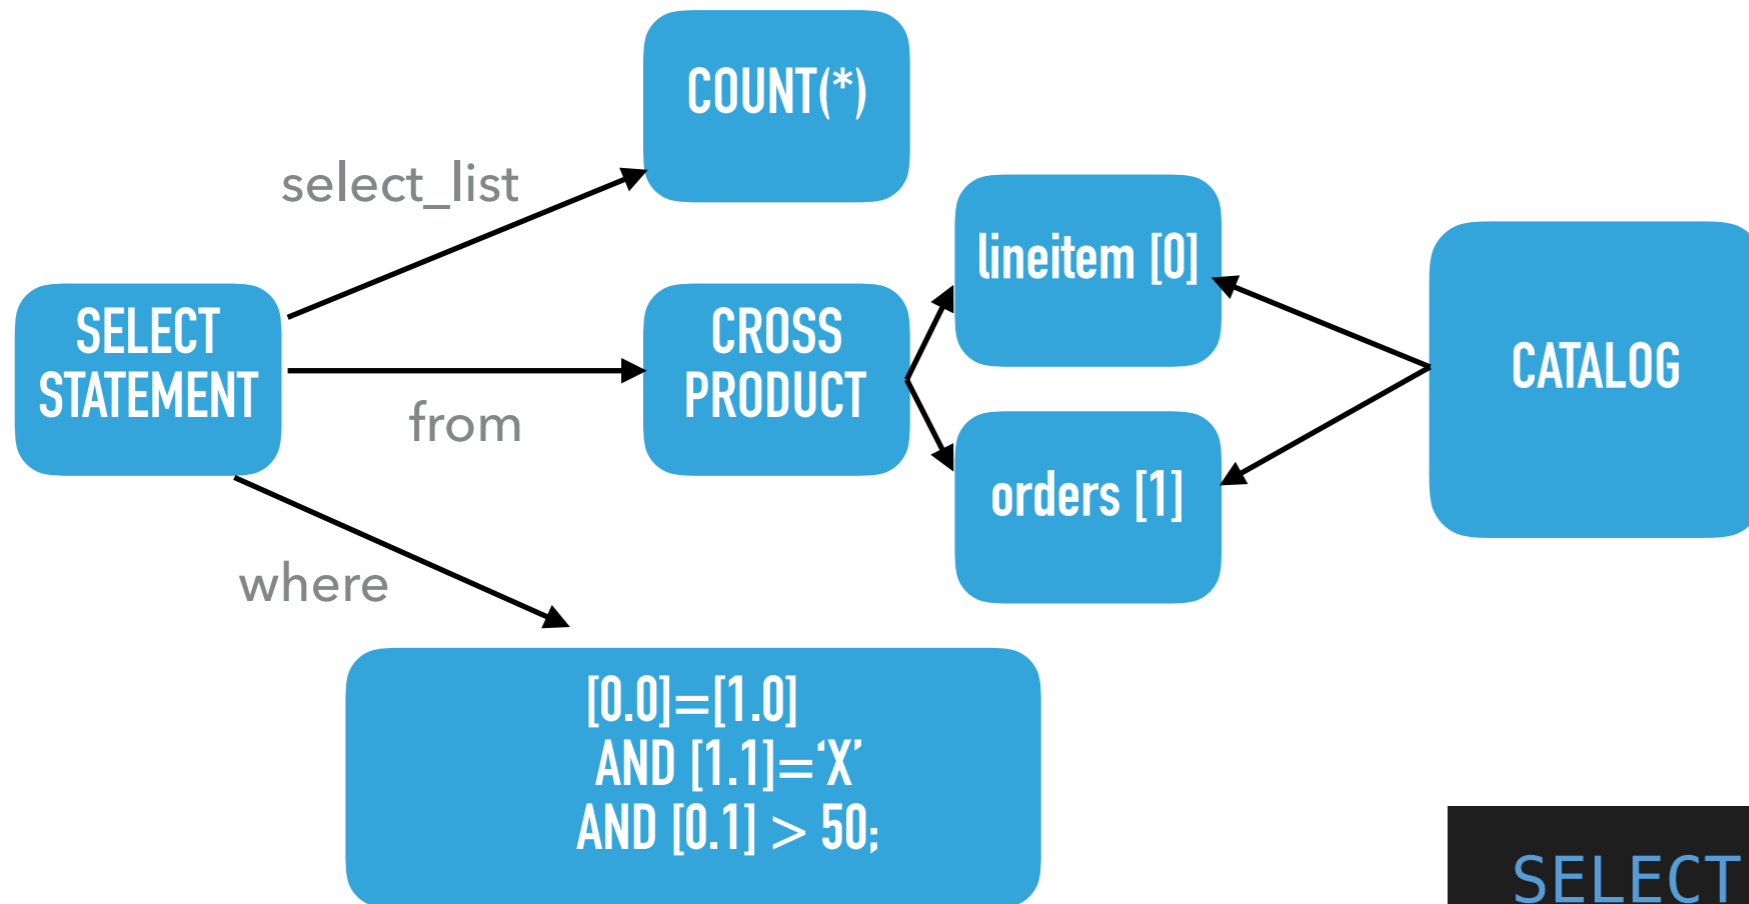 COUNT(*)
select_list
lineitem [0]
SELECT
STATEMENT
CROSS
PRODUCT
CATALOG
from
orders [1]
where
[0.0]=[1.0]
AND [1.1]=‘X’
AND [0.1] > 50;
SELECT